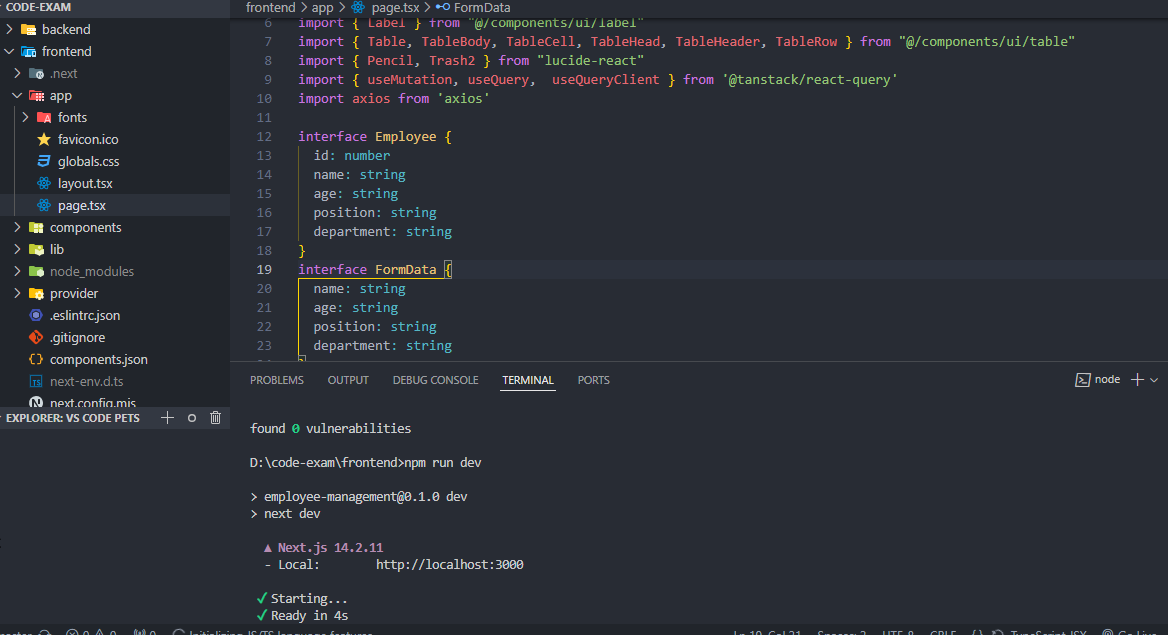 CODE-EXAM
backend
frontend
.next
app
fonts
favicon.ico
globals.css
layout.tsx
page.tsx
components
lib
node_modules
provider
.eslintrc.json
.gitignore
components.json
next-env.d.ts
next.config.mjs
EXPLORER: VS CODE PETS
frontend > app > page.tsx > FormData
6 import { Label } from "@/components/ui/label"
7 import { Table, TableBody, TableCell, TableHead, TableHeader, TableRow } from "@/components/ui/table"
8 import { Pencil, Trash2 } from "lucide-react"
9 import { useMutation, useQuery,  useQueryClient } from '@tanstack/react-query'
10 import axios from 'axios'
11
12 interface Employee {
13   id: number
14   name: string
15   age: string
16   position: string
17   department: string
18 }
19 interface FormData {
20   name: string
21   age: string
22   position: string
23   department: string
}
PROBLEMS OUTPUT DEBUG CONSOLE TERMINAL PORTS node
found 0 vulnerabilities
D:\code-exam\frontend>npm run dev
> employee-management@0.1.0 dev
> next dev
▲ Next.js 14.2.11
- Local:        http://localhost:3000
✓ Starting...
✓ Ready in 4s
Initializing JS/TS language features Ln 19, Col 21 Spaces: 2 UTF-8 CRLF { } TypeScript JSX Go Live